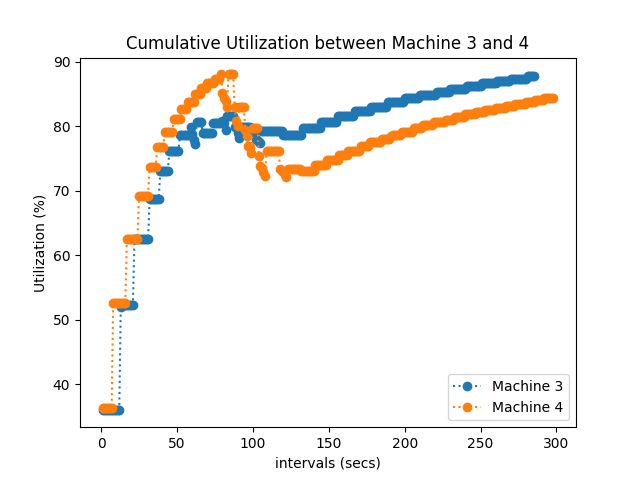 Cumulative Utilization between Machine 3 and 4
90
80
70
60
50
40
Utilization (%)
0 50 100 150 200 250 300
intervals (secs)
Machine 3
Machine 4